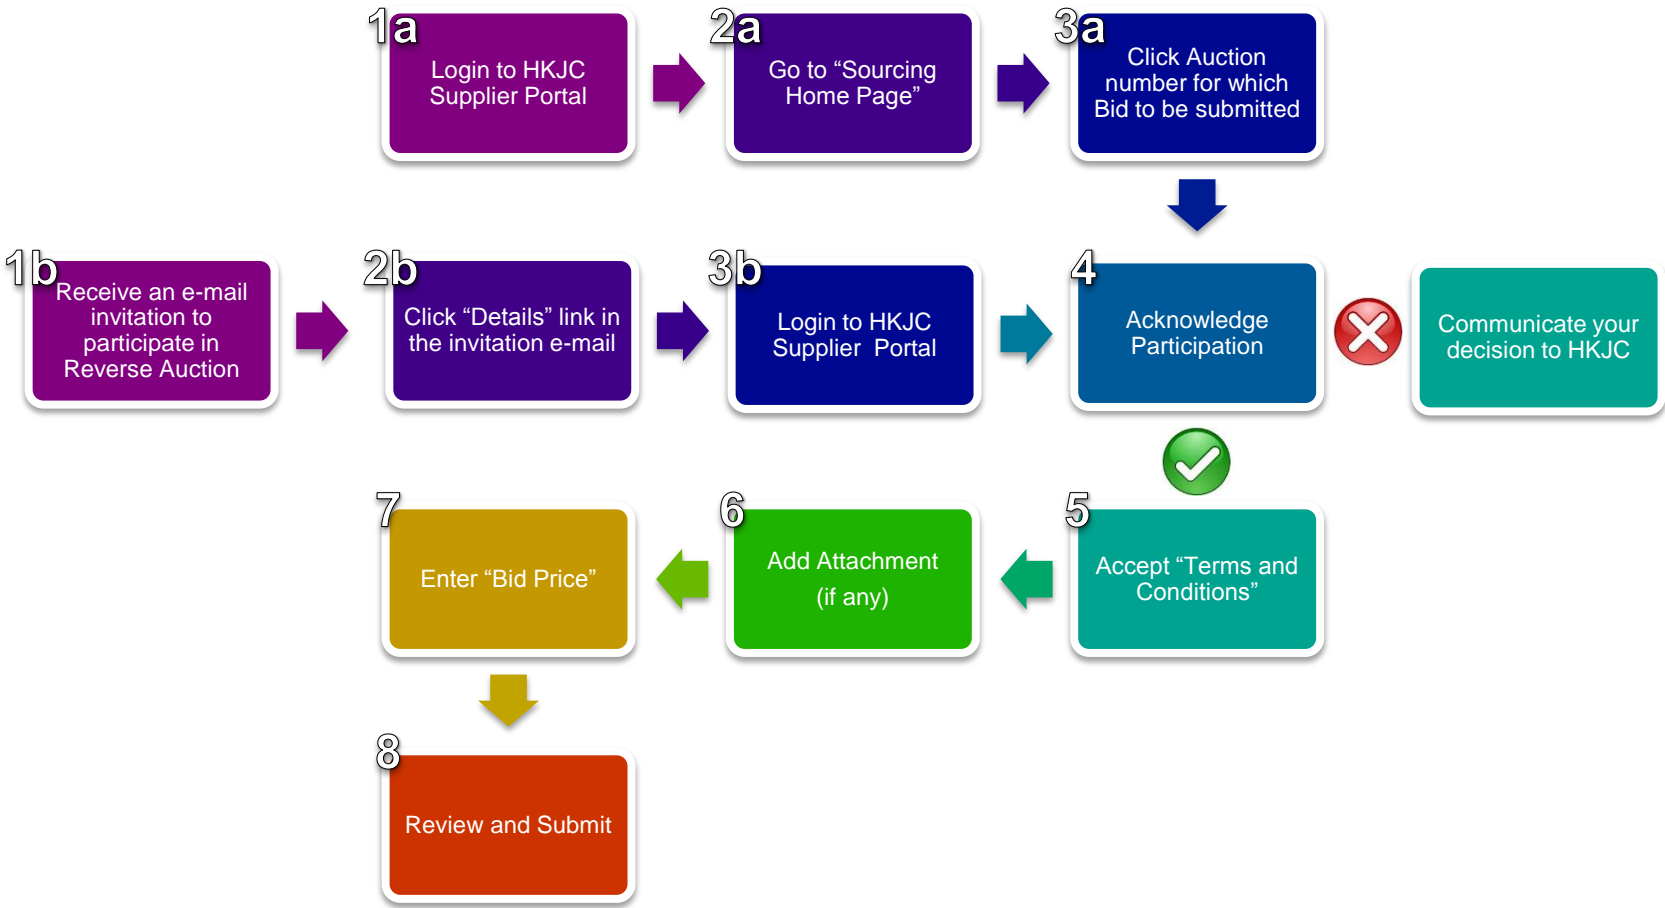 1a
Login to HKJC
Supplier Portal
2a
Go to “Sourcing
Home Page”
3a
Click Auction
number for which
Bid to be submitted
1b
Receive an e-mail
invitation to
participate in
Reverse Auction
2b
Click “Details” link in
the invitation e-mail
3b
Login to HKJC
Supplier Portal
4
Acknowledge
Participation
Communicate your
decision to HKJC
5
Accept “Terms and
Conditions”
6
Add Attachment
(if any)
7
Enter “Bid Price”
8
Review and Submit